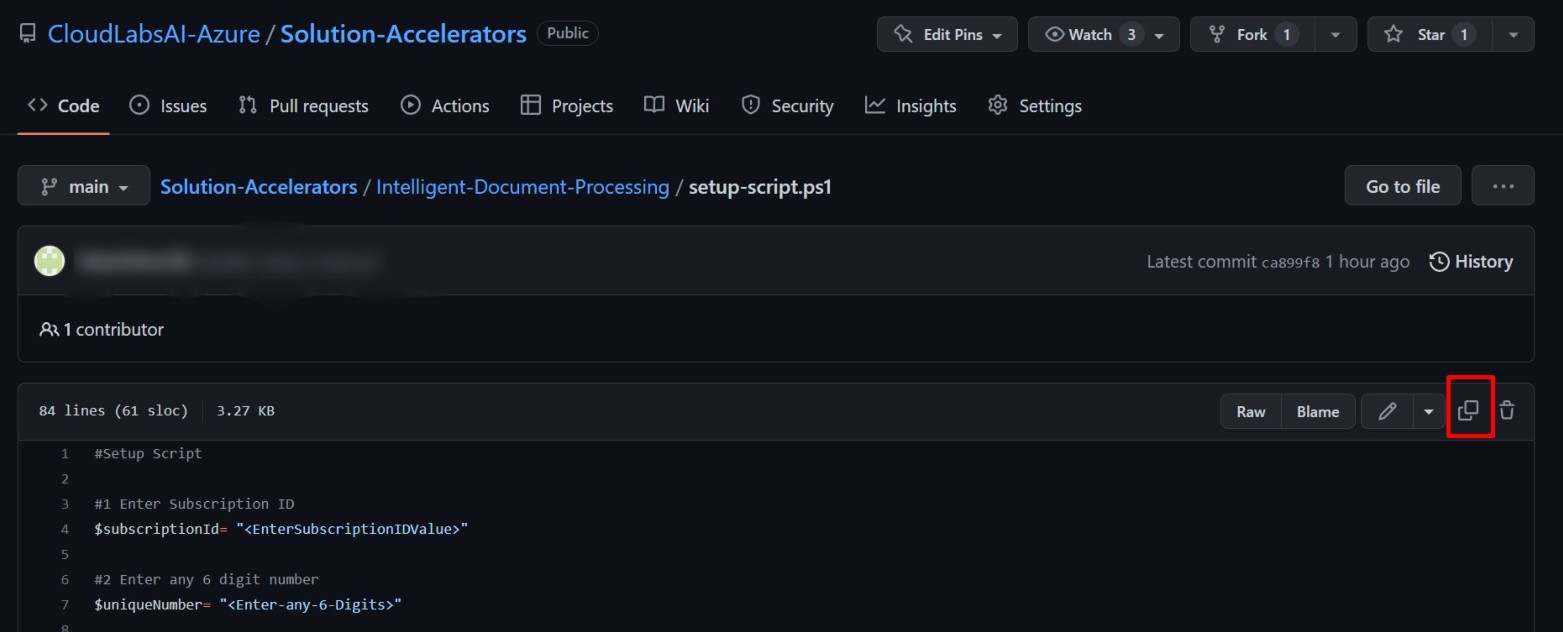 CloudLabsAI-Azure / Solution-Accelerators Public Edit Pins Watch 3 Fork 1 Star 1
Code Issues Pull requests Actions Projects Wiki Security Insights Settings
main Solution-Accelerators / Intelligent-Document-Processing / setup-script.ps1 Go to file ...
Latest commit ca899f8 1 hour ago History
1 contributor
84 lines (61 sloc) 3.27 KB Raw Blame
1 #Setup Script
2
3 #1 Enter Subscription ID
4 $subscriptionId= "<EnterSubscriptionIDValue>"
5
6 #2 Enter any 6 digit number
7 $uniqueNumber= "<Enter-any-6-Digits>"
8